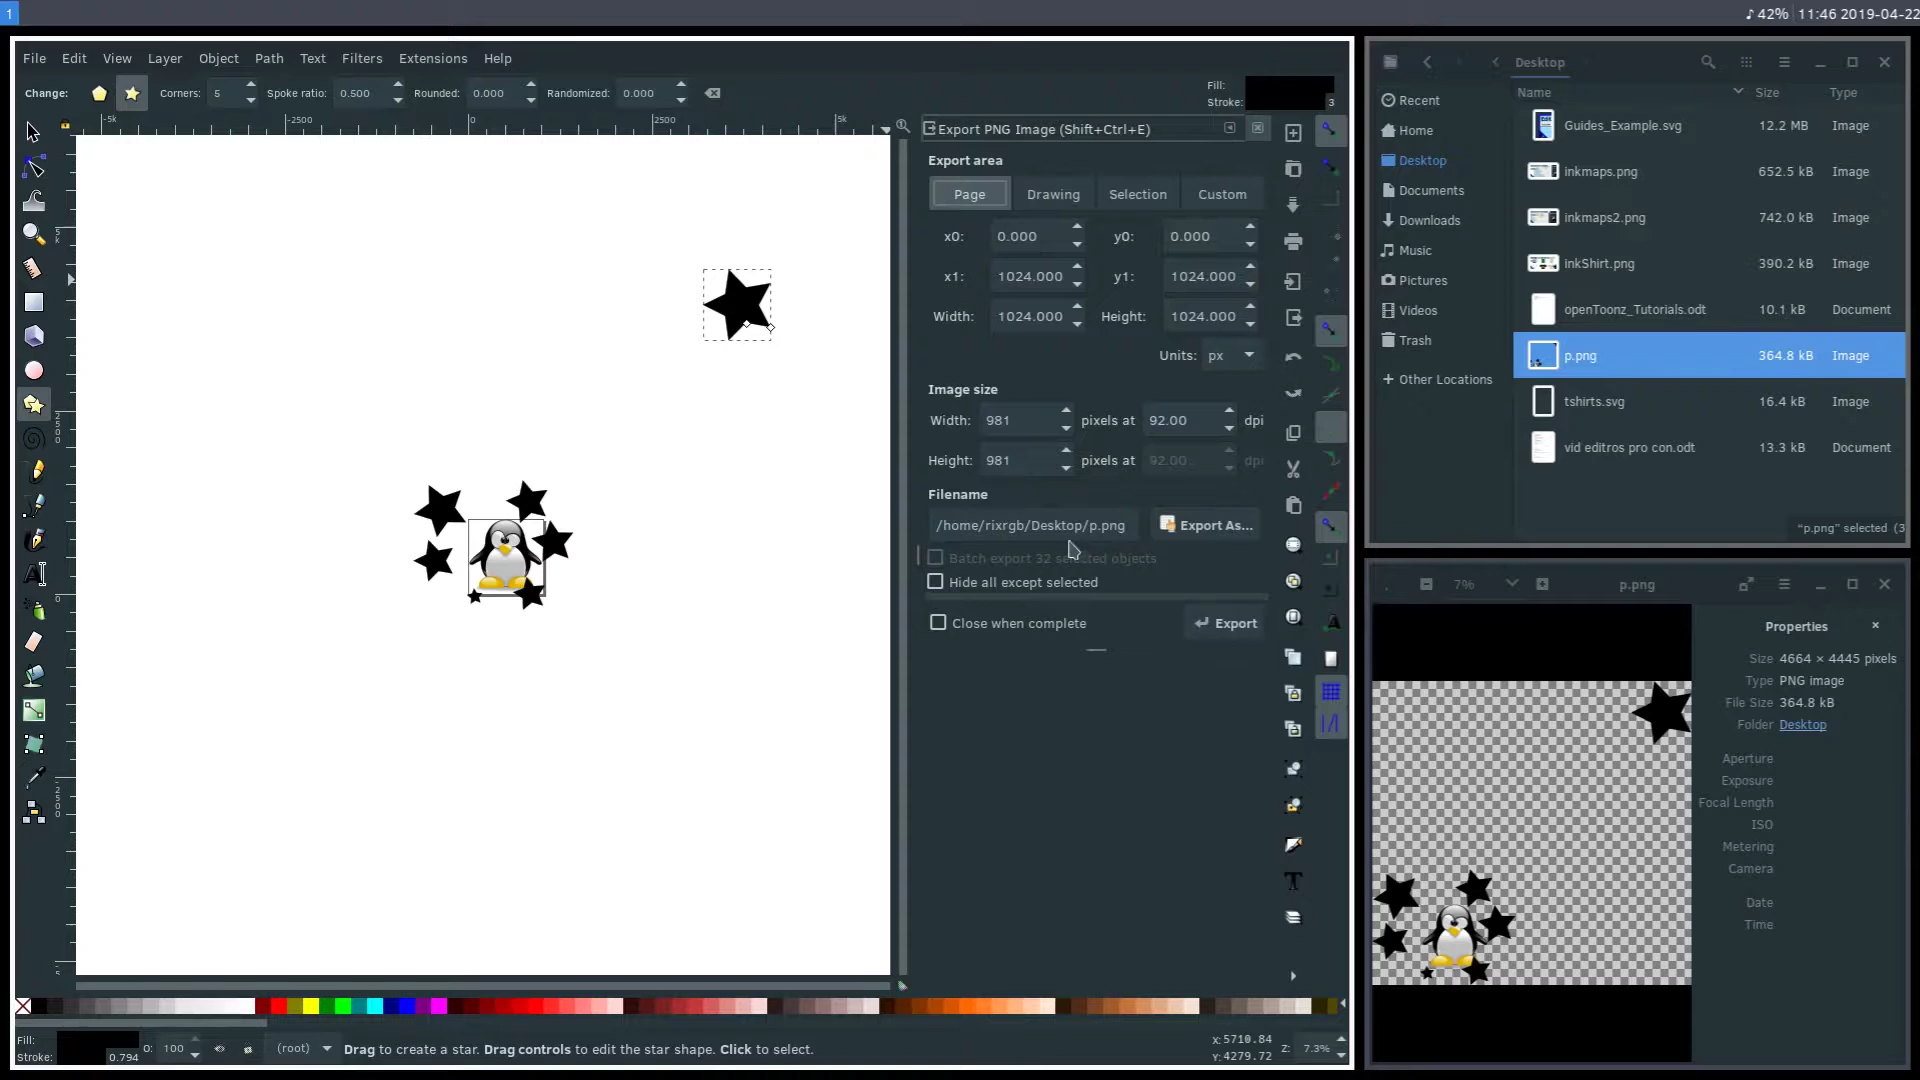 1
♪ 42% 11:46 2019-04-22
File Edit View Layer Object Path Text Filters Extensions Help
Change: Corners: 5 Spoke ratio: 0.500 Rounded: 0.000 Randomized: 0.000
Fill:
Stroke: 3
-5k -2500 0 2500 5k
Export PNG Image (Shift+Ctrl+E)
Export area
Page Drawing Selection Custom
x0: 0.000 y0: 0.000
x1: 1024.000 y1: 1024.000
Width: 1024.000 Height: 1024.000
Units: px
Image size
Width: 981 pixels at 92.00 dpi
Height: 981 pixels at 92.00 dpi
Filename
/home/rixrgb/Desktop/p.png Export As...
Batch export 32 selected objects
Hide all except selected
Close when complete Export
Fill:
Stroke: 0.794
O: 100 (root) Drag to create a star. Drag controls to edit the star shape. Click to select.
X: 5710.84
Y: 4279.72
Z: 7.3%
Desktop
Recent
Home
Desktop
Documents
Downloads
Music
Pictures
Videos
Trash
+ Other Locations
Name Size Type
Guides_Example.svg 12.2 MB Image
inkmaps.png 652.5 kB Image
inkmaps2.png 742.0 kB Image
inkShirt.png 390.2 kB Image
openToonz_Tutorials.odt 10.1 kB Document
p.png 364.8 kB Image
tshirts.svg 16.4 kB Image
vid editros pro con.odt 13.3 kB Document
“p.png” selected (3
7% p.png
Properties
Size 4664 × 4445 pixels
Type PNG image
File Size 364.8 kB
Folder Desktop
Aperture
Exposure
Focal Length
ISO
Metering
Camera
Date
Time